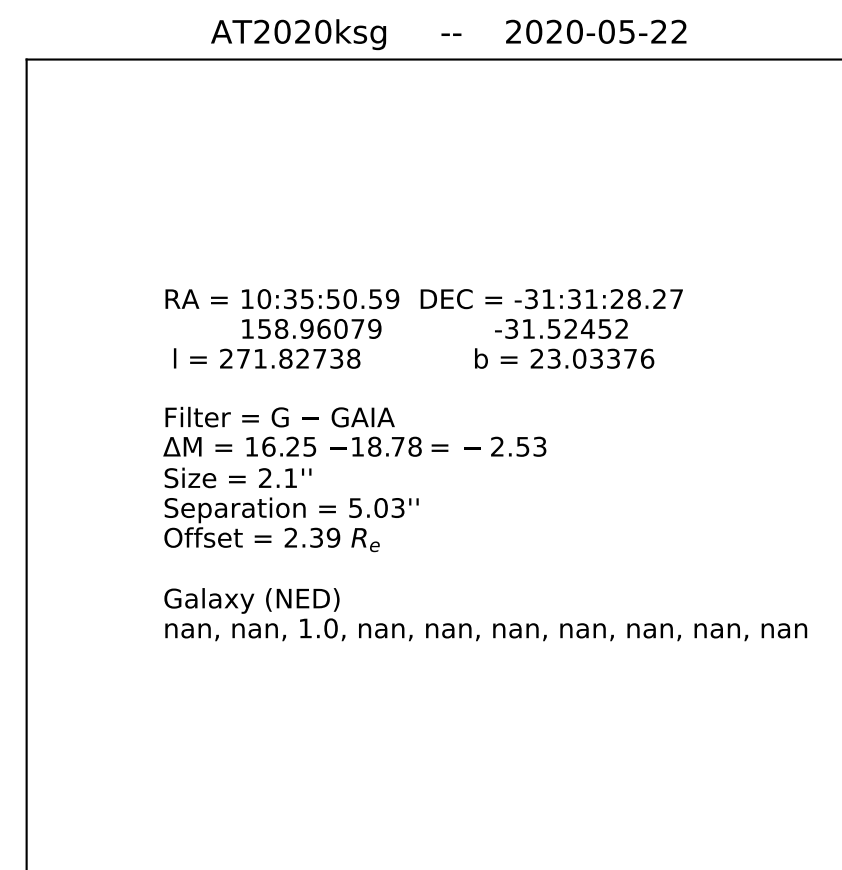 AT2020ksg -- 2020-05-22
RA = 10:35:50.59 DEC = -31:31:28.27
158.96079 -31.52452
l = 271.82738 b = 23.03376
Filter = G − GAIA
ΔM = 16.25 −18.78 = − 2.53
Size = 2.1''
Separation = 5.03''
Offset = 2.39 Rₑ
Galaxy (NED)
nan, nan, 1.0, nan, nan, nan, nan, nan, nan, nan